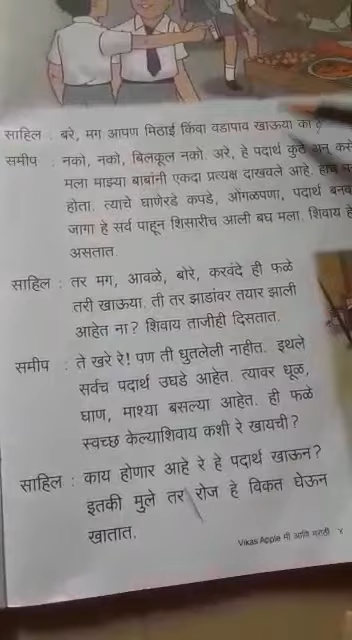 साहिल : बरे, मग आपण मिठाई किंवा वडापाव खाऊया का
समीप : नको, नको, बिलकूल नको. अरे, हे पदार्थ कुठे अन् कसे
मला माझ्या बाबांनी एकदा प्रत्यक्ष दाखवले आहे.
होता. त्याचे घाणेरडे कपडे, ओंगळपणा, पदार्थ
जागा हे सर्व पाहून शिसारीच आली बघ मला. शिवाय
असतात.
साहिल : तर मग, आवळे, बोरे, करवंदे ही फळे
तरी खाऊया. ती तर झाडांवर तयार झाली
आहेत ना? शिवाय ताजीही दिसतात.
समीप : ते खरे रे! पण ती धुतलेली नाहीत. इथले
सर्वच पदार्थ उघडे आहेत. त्यावर धूळ,
घाण, माश्या बसल्या आहेत. ही फळे
स्वच्छ केल्याशिवाय कशी रे खायची?
साहिल : काय होणार आहे रे हे पदार्थ खाऊन?
इतकी मुले तर रोज हे विकत घेऊन
खातात.
Vikas Apple मी आणि मराठी ४